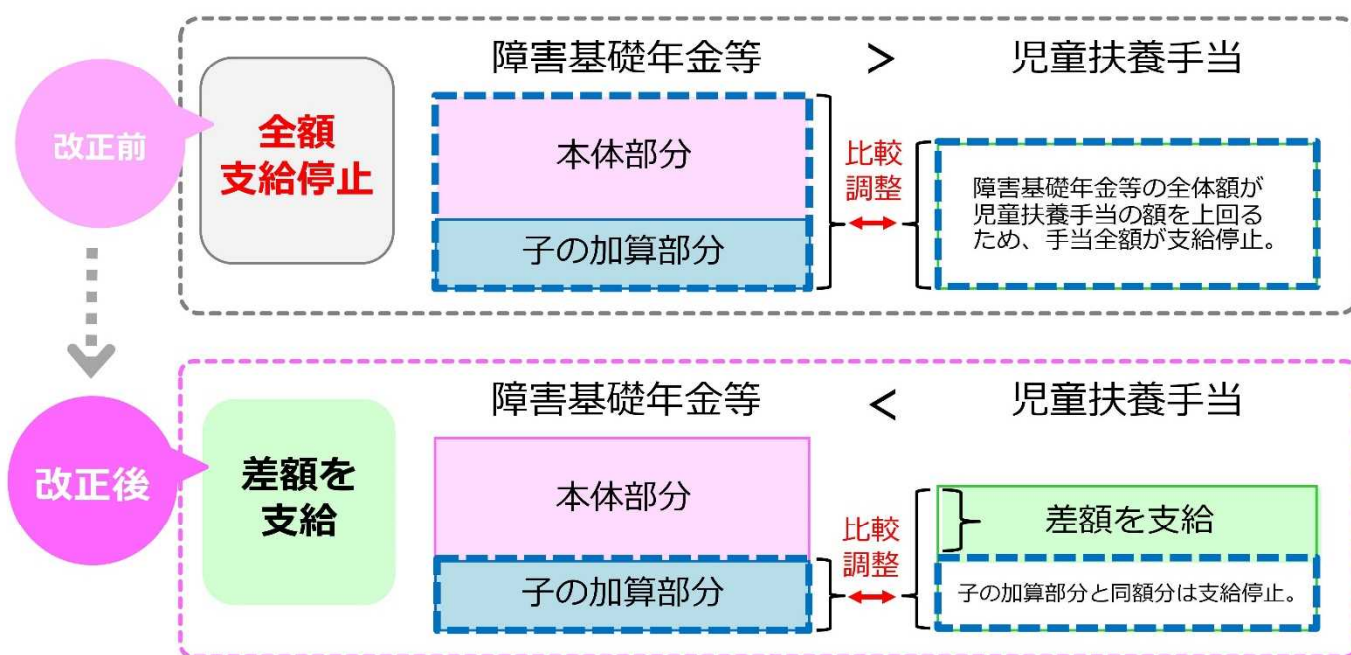 改正前
全額
支給停止
障害基礎年金等 > 児童扶養手当
本体部分
子の加算部分
比較
調整
障害基礎年金等の全体額が
児童扶養手当の額を上回る
ため、手当全額が支給停止。
改正後
差額を
支給
障害基礎年金等 < 児童扶養手当
本体部分
子の加算部分
比較
調整
差額を支給
子の加算部分と同額分は支給停止。